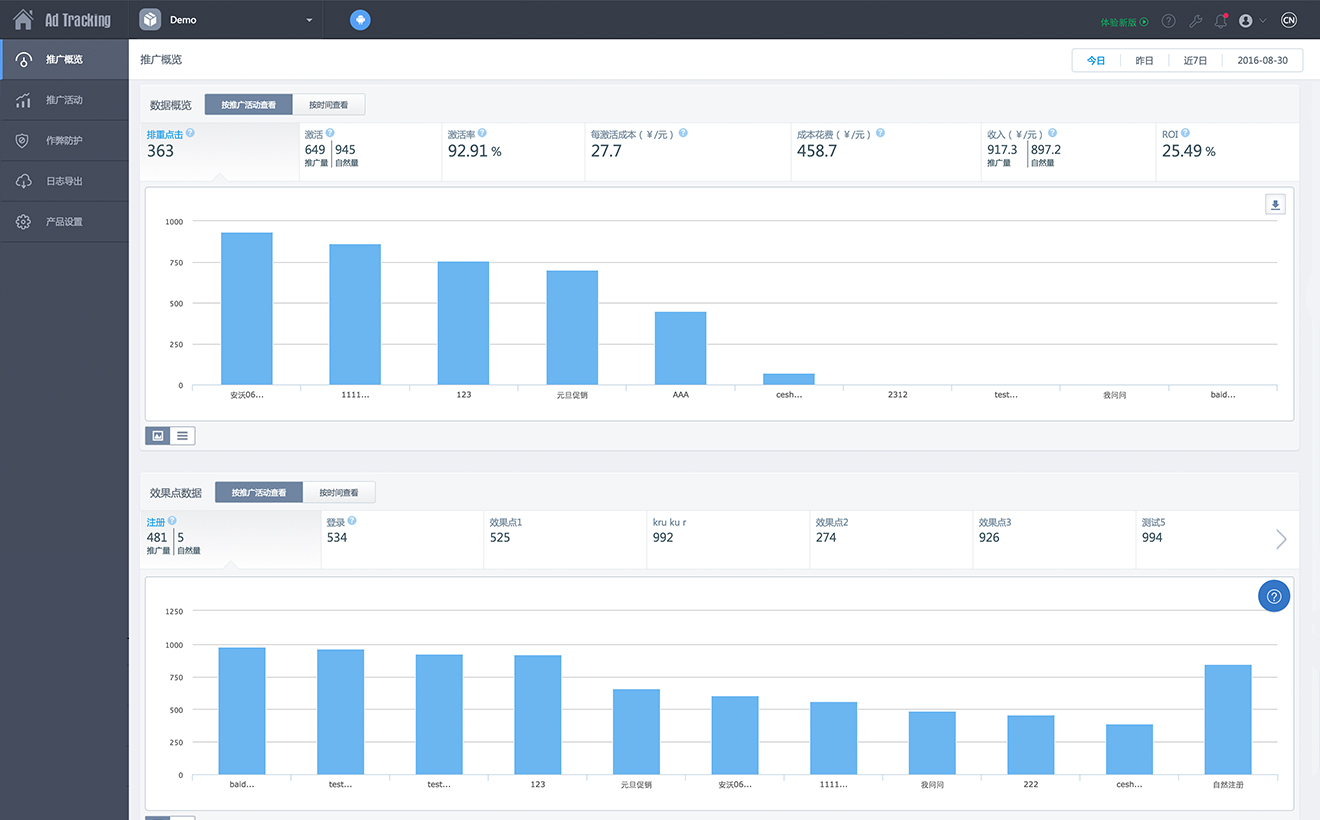 Ad Tracking
Demo
体验新版
CN
推广概览
推广活动
作弊防护
日志导出
产品设置
推广概览
今日 昨日 近7日 2016-08-30
数据概览 按推广活动查看 按时间查看
排重点击 激活 激活率 每激活成本 ( ¥/元 ) 成本花费 ( ¥/元 ) 收入 ( ¥/元 ) ROI
363 649 945 92.91 % 27.7 458.7 917.3 897.2 25.49 %
推广量 自然量 推广量 自然量
1000
750
500
250
0
安沃06... 1111... 123 元旦促销 AAA cesh... 2312 test... 我问问 baid...
效果点数据 按推广活动查看 按时间查看
注册 登录 效果点1 kru ku r 效果点2 效果点3 测试5
481 5 534 525 992 274 926 994
推广量 自然量
1250
1000
750
500
250
0
baid... test... test... 123 元旦促销 安沃06... 1111... 我问问 222 cesh... 自然注册